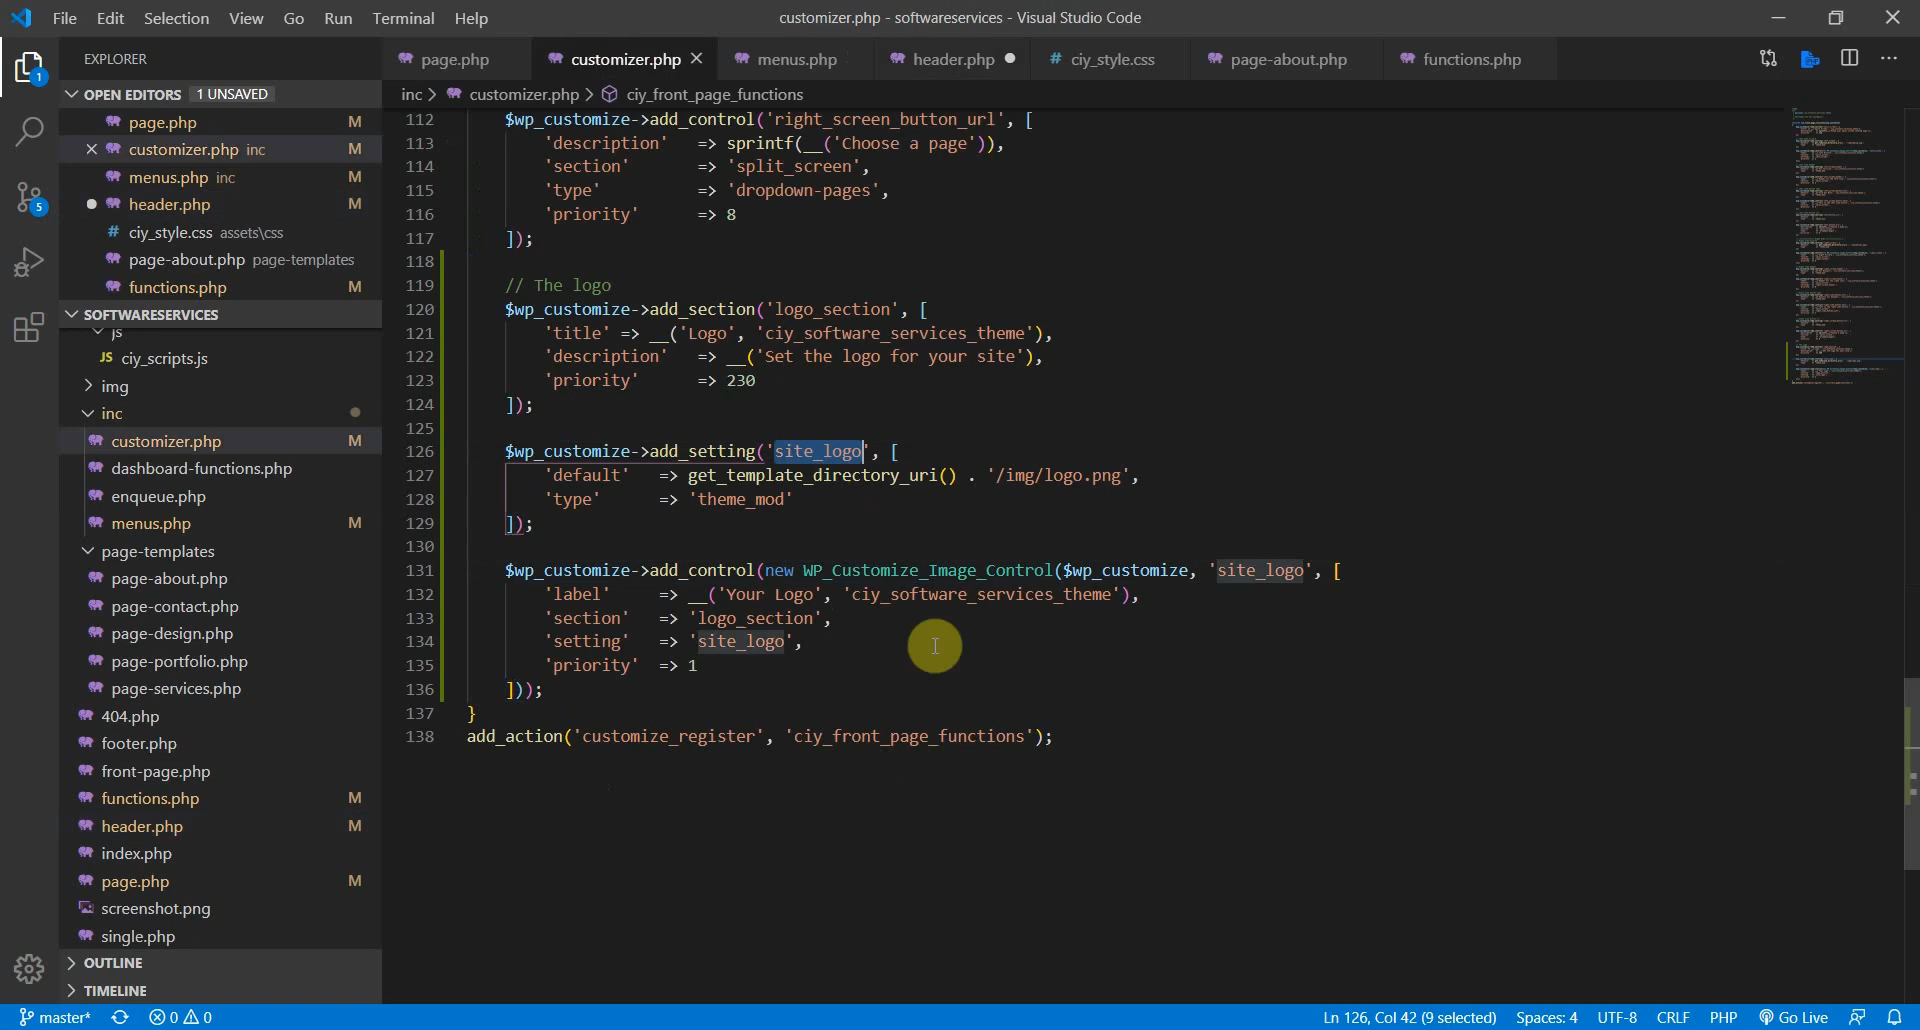 File Edit Selection View Go Run Terminal Help
customizer.php - softwareservices - Visual Studio Code
EXPLORER
page.php
customizer.php
menus.php
header.php
ciy_style.css
page-about.php
functions.php
OPEN EDITORS 1 UNSAVED
page.php M
customizer.php inc M
menus.php inc M
header.php M
ciy_style.css assets\css
page-about.php page-templates
functions.php M
SOFTWARESERVICES
js
JS ciy_scripts.js
img
inc
customizer.php M
dashboard-functions.php
enqueue.php
menus.php M
page-templates
page-about.php
page-contact.php
page-design.php
page-portfolio.php
page-services.php
404.php
footer.php
front-page.php
functions.php M
header.php M
index.php
page.php M
screenshot.png
single.php
OUTLINE
TIMELINE
inc > customizer.php > ciy_front_page_functions
112 $wp_customize->add_control('right_screen_button_url', [
113 'description' => sprintf(__('Choose a page')),
114 'section' => 'split_screen',
115 'type' => 'dropdown-pages',
116 'priority' => 8
117 ]);
118
119 // The logo
120 $wp_customize->add_section('logo_section', [
121 'title' => __('Logo', 'ciy_software_services_theme'),
122 'description' => __('Set the logo for your site'),
123 'priority' => 230
124 ]);
125
126 $wp_customize->add_setting('site_logo', [
127 'default' => get_template_directory_uri() . '/img/logo.png',
128 'type' => 'theme_mod'
129 ]);
130
131 $wp_customize->add_control(new WP_Customize_Image_Control($wp_customize, 'site_logo', [
132 'label' => __('Your Logo', 'ciy_software_services_theme'),
133 'section' => 'logo_section',
134 'setting' => 'site_logo',
135 'priority' => 1
136 ]));
137 }
138 add_action('customize_register', 'ciy_front_page_functions');
1
5
master* 0 0
Ln 126, Col 42 (9 selected) Spaces: 4 UTF-8 CRLF PHP Go Live